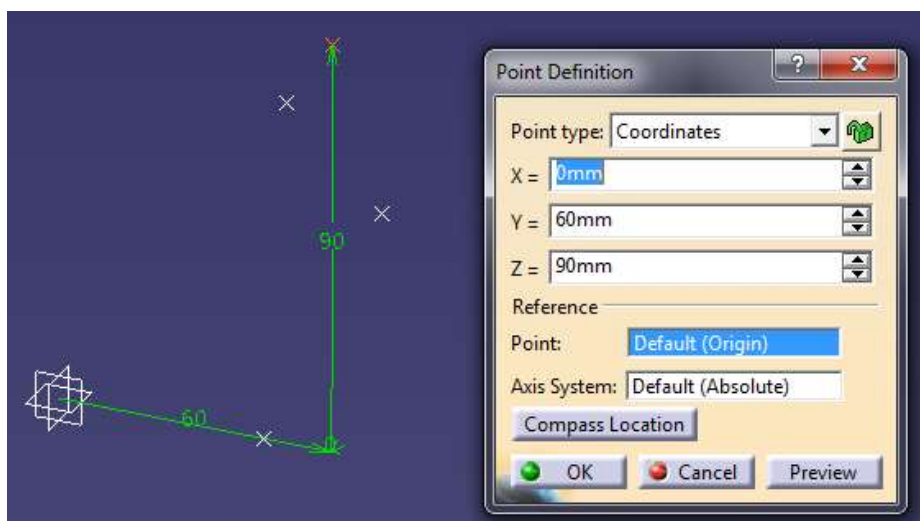 Point Definition
?
Point type: Coordinates
X = 0mm
90
Y = 60mm
Z = 90mm
Reference
Point: Default (Origin)
Axis System: Default (Absolute)
60
Compass Location
OK Cancel Preview